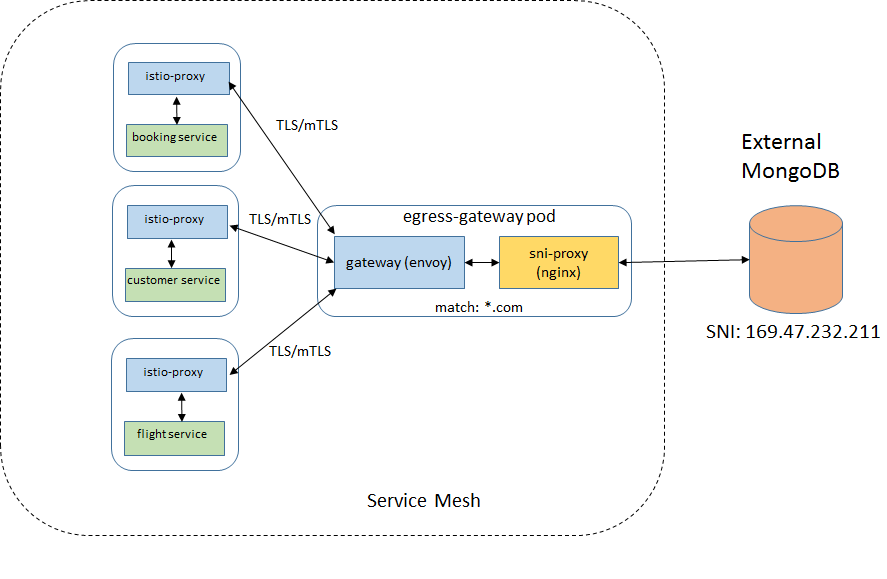 istio-proxy
booking service
TLS/mTLS
External
MongoDB
istio-proxy
TLS/mTLS
customer service
egress-gateway pod
gateway (envoy)
sni-proxy
(nginx)
match: *.com
SNI: 169.47.232.211
TLS/mTLS
istio-proxy
flight service
Service Mesh